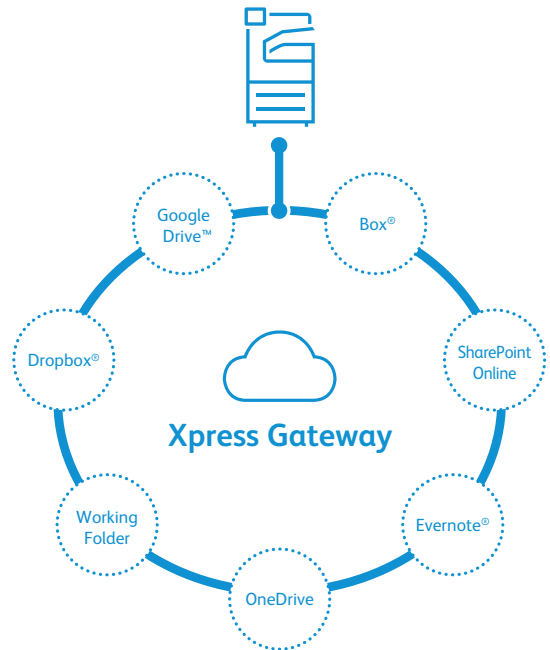 Google
Drive™
Box®
Dropbox®
SharePoint
Online
Xpress Gateway
Working
Folder
Evernote®
OneDrive